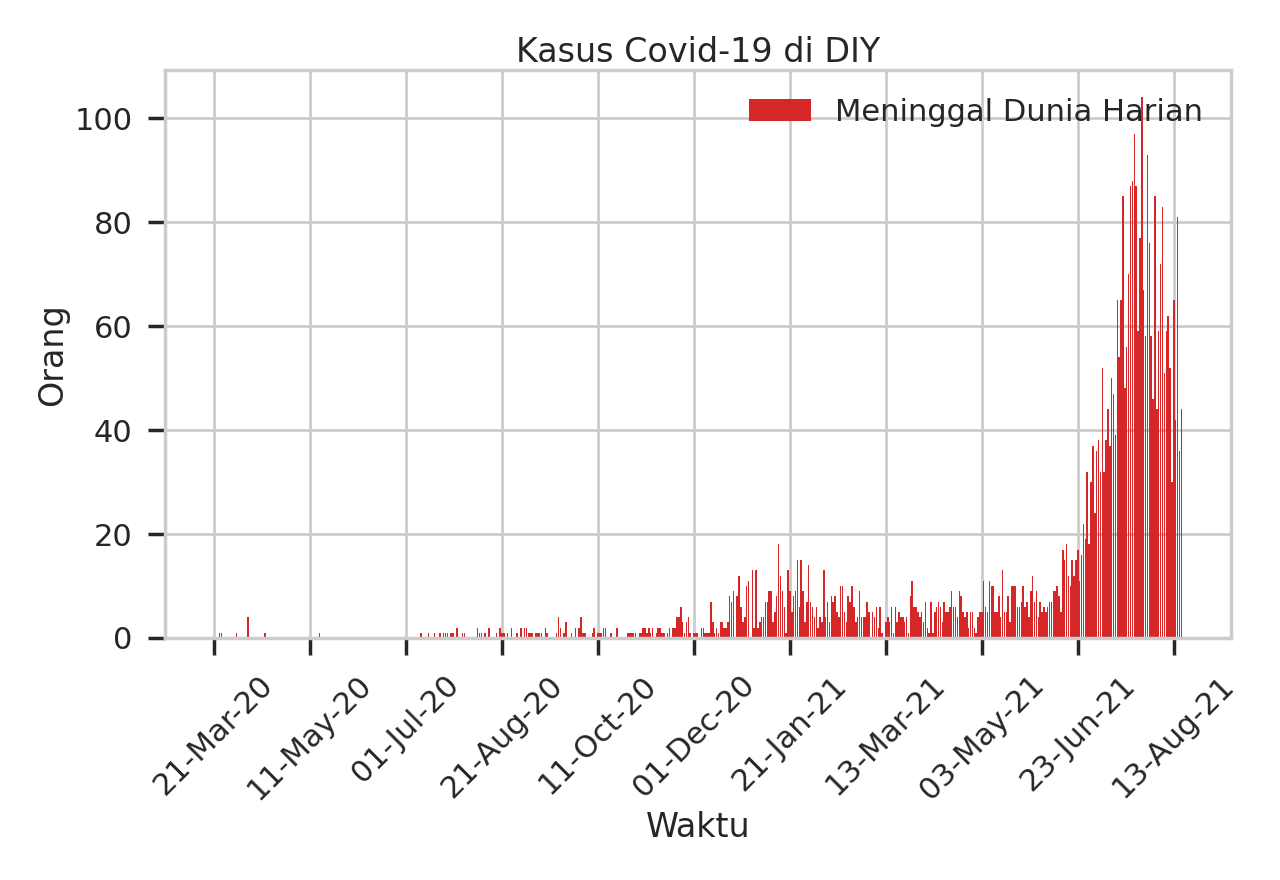 Kasus Covid-19 di DIY
Meninggal Dunia Harian
100
80
60
40
20
0
Orang
21-Mar-20
11-May-20
01-Jul-20
21-Aug-20
11-Oct-20
01-Dec-20
21-Jan-21
13-Mar-21
03-May-21
23-Jun-21
13-Aug-21
Waktu